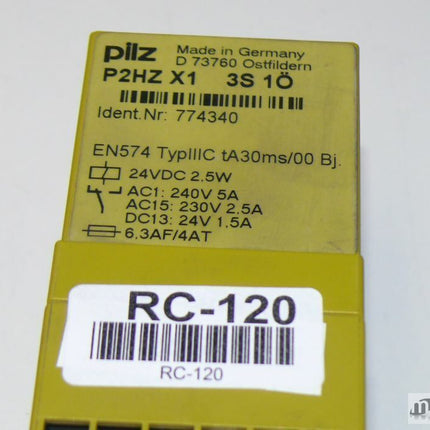 pilz
Made in Germany
D 73760 Ostfildern
P2HZ X1 3S 1Ö
Ident.Nr: 774340
EN574 TypIIIC tA30ms/00 Bj.
24VDC 2.5W
AC1: 240V 5A
AC15: 230V 2.5A
DC13: 24V 1.5A
6.3AF/4AT
RC-120
RC-120